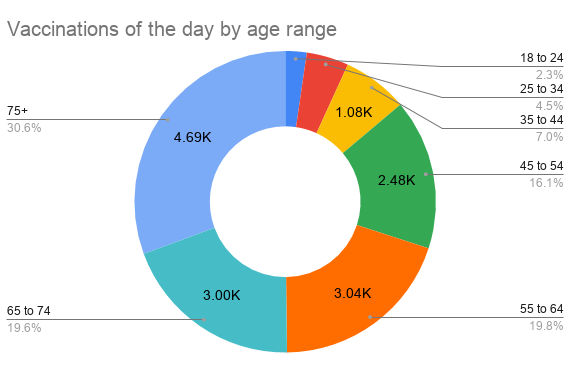 Vaccinations of the day by age range
18 to 24
2.3%
25 to 34
4.5%
35 to 44
7.0%
45 to 54
16.1%
55 to 64
19.8%
65 to 74
19.6%
75+
30.6%
1.08K
2.48K
3.04K
3.00K
4.69K